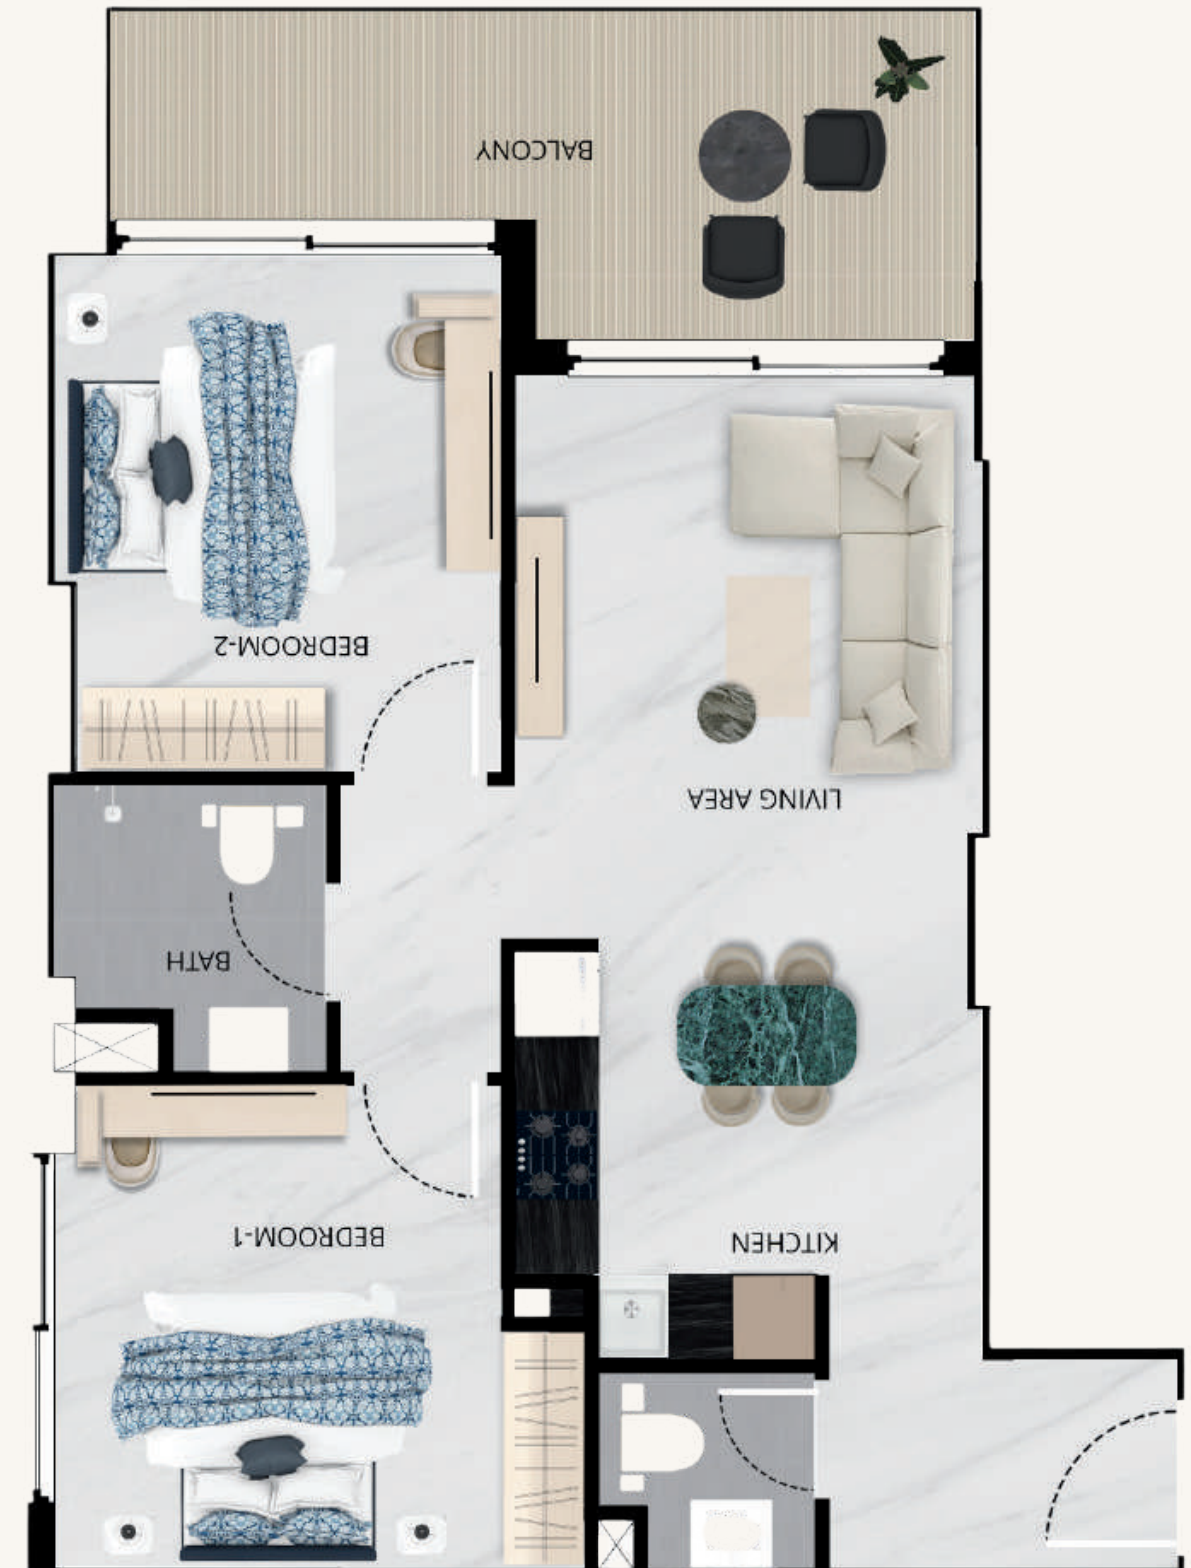 BALCONY
BEDROOM-2
LIVING AREA
BATH
BEDROOM-1
KITCHEN